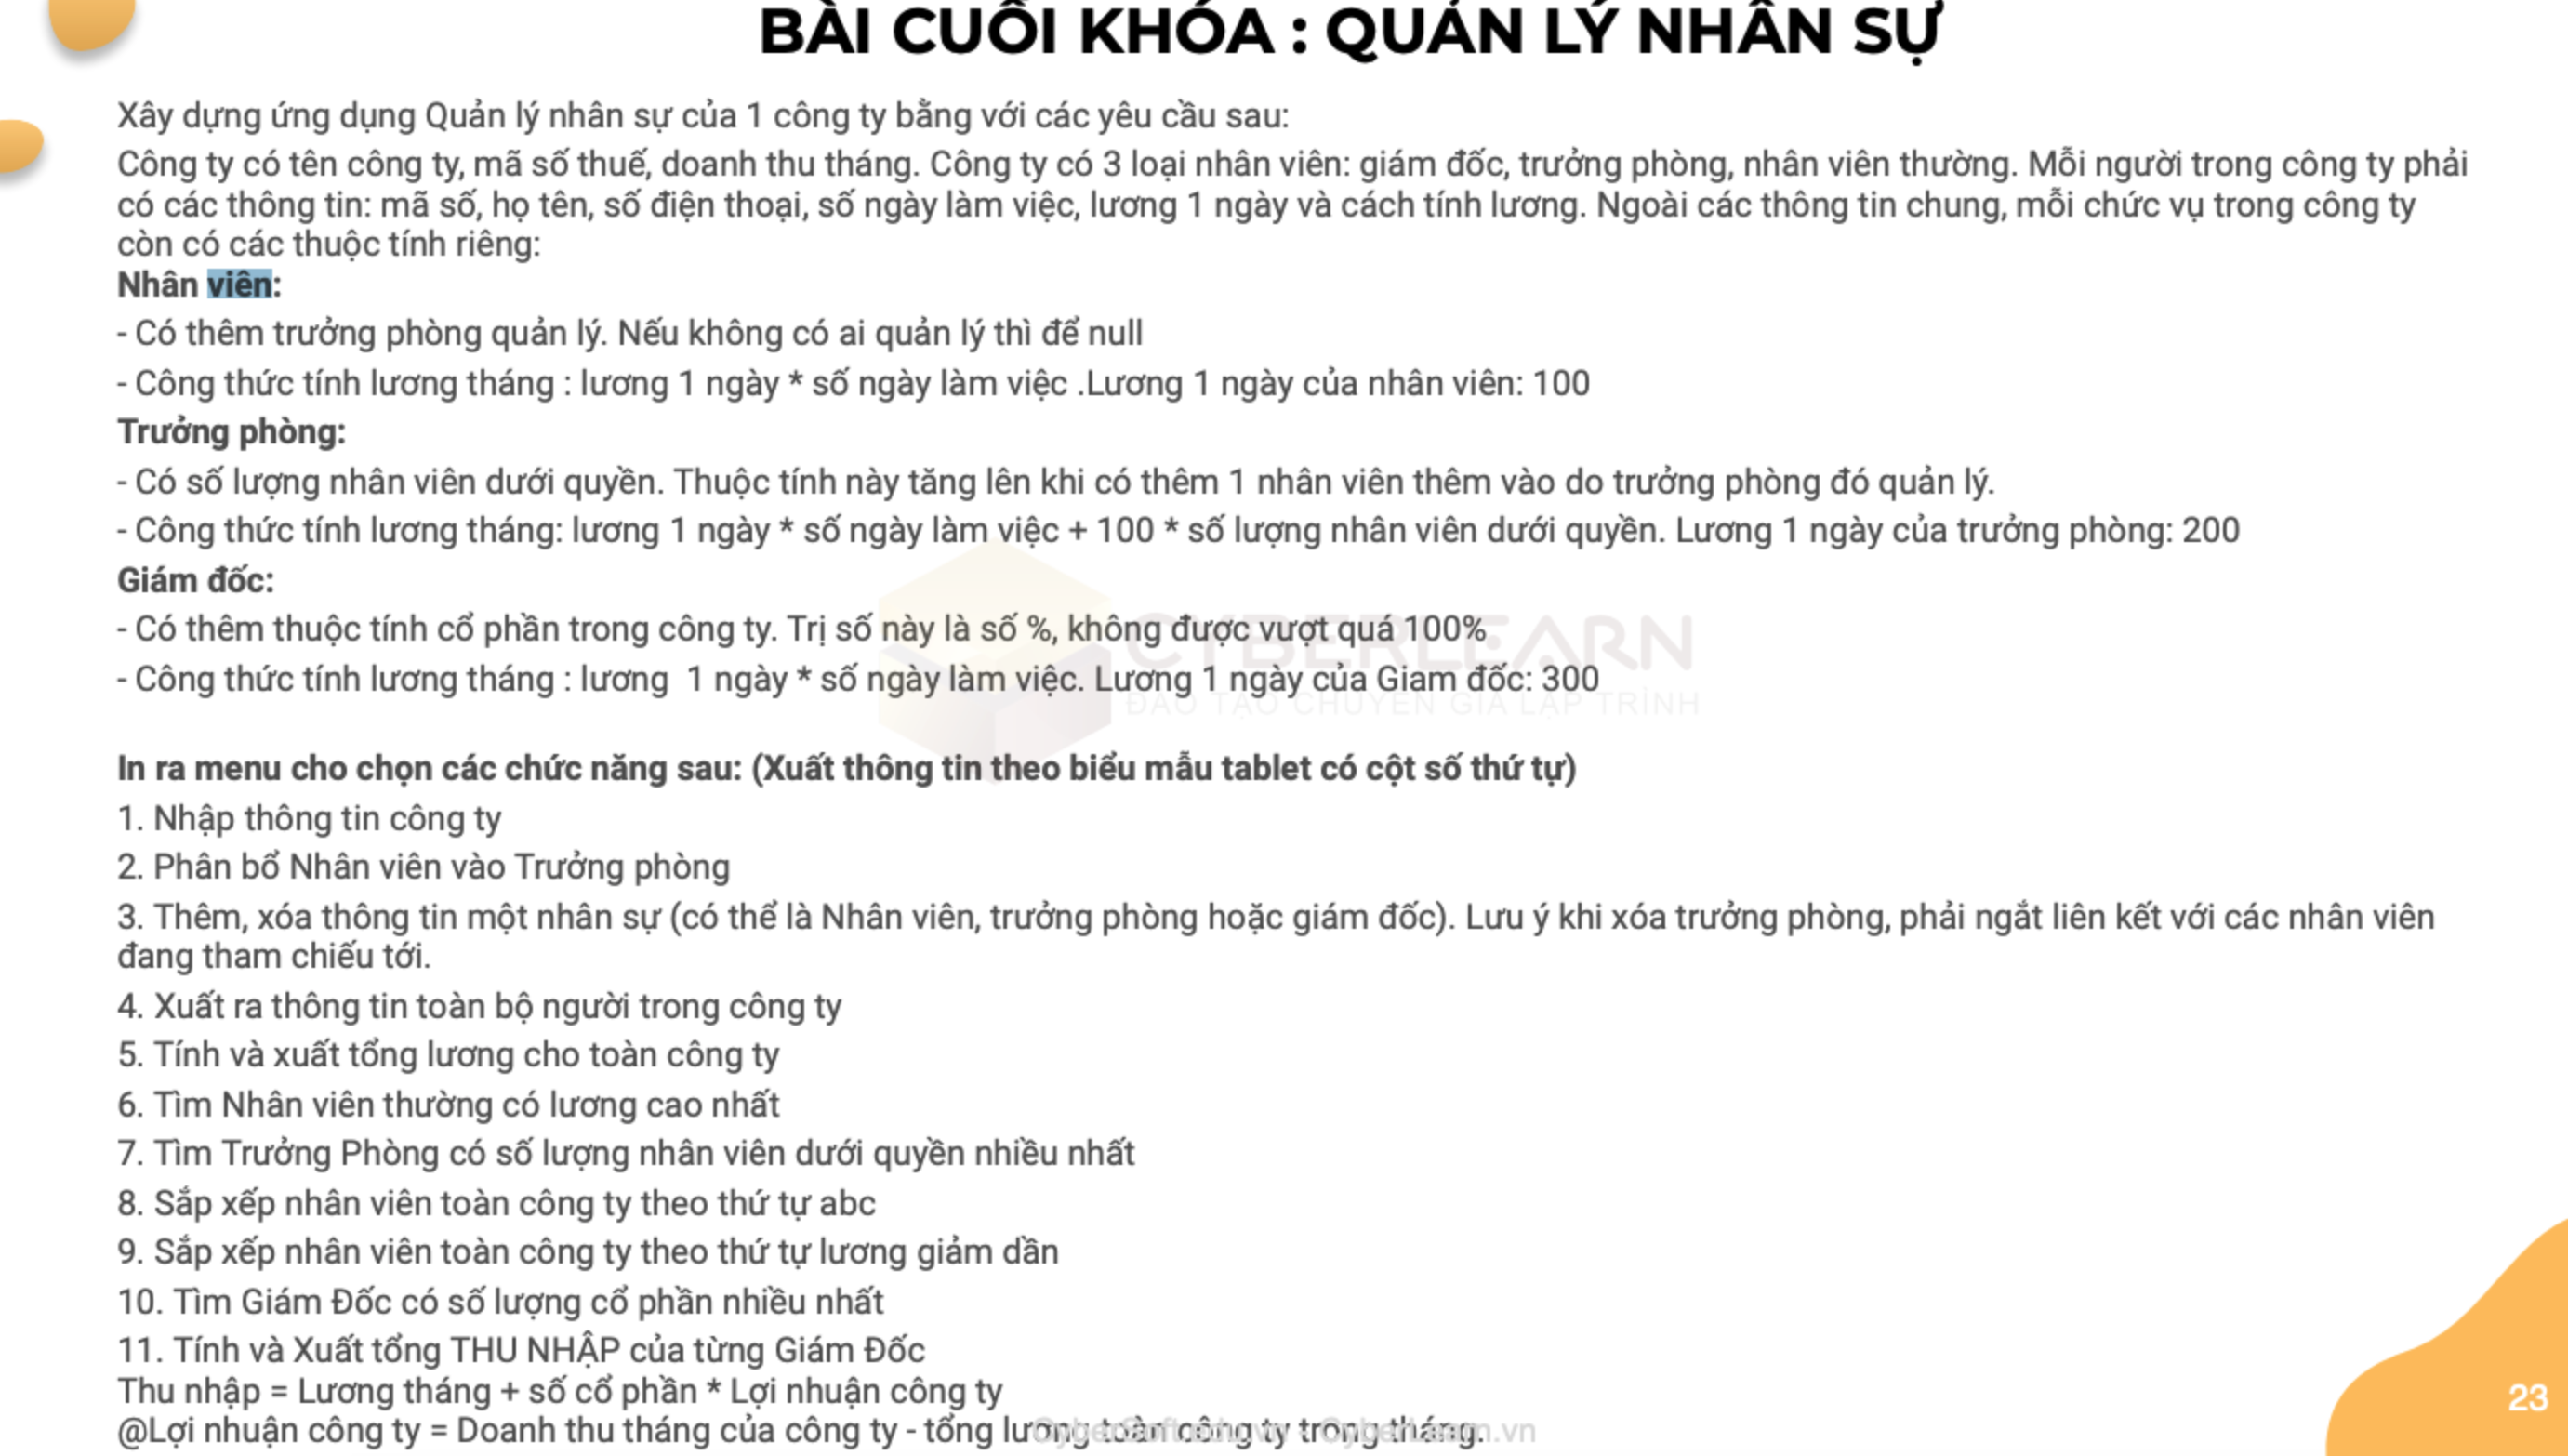 BÀI CUỐI KHÓA : QUẢN LÝ NHÂN SỰ
Xây dựng ứng dụng Quản lý nhân sự của 1 công ty bằng với các yêu cầu sau:
Công ty có tên công ty, mã số thuế, doanh thu tháng. Công ty có 3 loại nhân viên: giám đốc, trưởng phòng, nhân viên thường. Mỗi người trong công ty phải
có các thông tin: mã số, họ tên, số điện thoại, số ngày làm việc, lương 1 ngày và cách tính lương. Ngoài các thông tin chung, mỗi chức vụ trong công ty
còn có các thuộc tính riêng:
Nhân viên:
- Có thêm trưởng phòng quản lý. Nếu không có ai quản lý thì để null
- Công thức tính lương tháng : lương 1 ngày * số ngày làm việc .Lương 1 ngày của nhân viên: 100
Trưởng phòng:
- Có số lượng nhân viên dưới quyền. Thuộc tính này tăng lên khi có thêm 1 nhân viên thêm vào do trưởng phòng đó quản lý.
- Công thức tính lương tháng: lương 1 ngày * số ngày làm việc + 100 * số lượng nhân viên dưới quyền. Lương 1 ngày của trưởng phòng: 200
Giám đốc:
- Có thêm thuộc tính cổ phần trong công ty. Trị số này là số %, không được vượt quá 100%
- Công thức tính lương tháng : lương 1 ngày * số ngày làm việc. Lương 1 ngày của Giam đốc: 300
CYBERLEARN
ĐÀO TẠO CHUYÊN GIA LẬP TRÌNH
In ra menu cho chọn các chức năng sau: (Xuất thông tin theo biểu mẫu tablet có cột số thứ tự)
1. Nhập thông tin công ty
2. Phân bổ Nhân viên vào Trưởng phòng
3. Thêm, xóa thông tin một nhân sự (có thể là Nhân viên, trưởng phòng hoặc giám đốc). Lưu ý khi xóa trưởng phòng, phải ngắt liên kết với các nhân viên
đang tham chiếu tới.
4. Xuất ra thông tin toàn bộ người trong công ty
5. Tính và xuất tổng lương cho toàn công ty
6. Tìm Nhân viên thường có lương cao nhất
7. Tìm Trưởng Phòng có số lượng nhân viên dưới quyền nhiều nhất
8. Sắp xếp nhân viên toàn công ty theo thứ tự abc
9. Sắp xếp nhân viên toàn công ty theo thứ tự lương giảm dần
10. Tìm Giám Đốc có số lượng cổ phần nhiều nhất
11. Tính và Xuất tổng THU NHẬP của từng Giám Đốc
Thu nhập = Lương tháng + số cổ phần * Lợi nhuận công ty
@Lợi nhuận công ty = Doanh thu tháng của công ty - tổng lương toàn công ty trong tháng.
CyberSoft.edu.vn - CyberLearn.vn
23